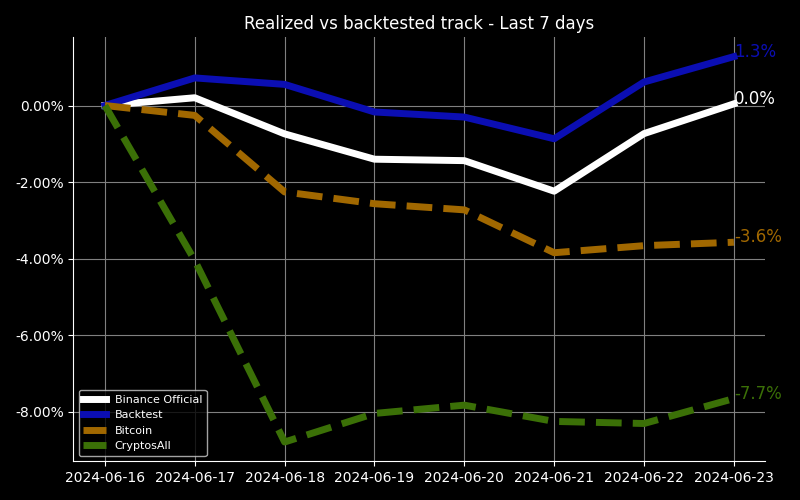 Realized vs backtested track - Last 7 days
1.3%
0.00%
0.0%
-2.00%
-3.6%
-4.00%
-6.00%
-7.7%
-8.00%
Binance Official
Backtest
Bitcoin
CryptosAll
2024-06-16 2024-06-17 2024-06-18 2024-06-19 2024-06-20 2024-06-21 2024-06-22 2024-06-23